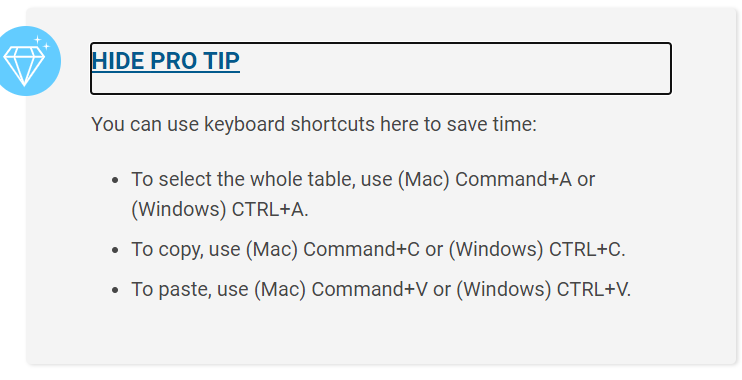 HIDE PRO TIP
You can use keyboard shortcuts here to save time:
• To select the whole table, use (Mac) Command+A or
(Windows) CTRL+A.
• To copy, use (Mac) Command+C or (Windows) CTRL+C.
• To paste, use (Mac) Command+V or (Windows) CTRL+V.